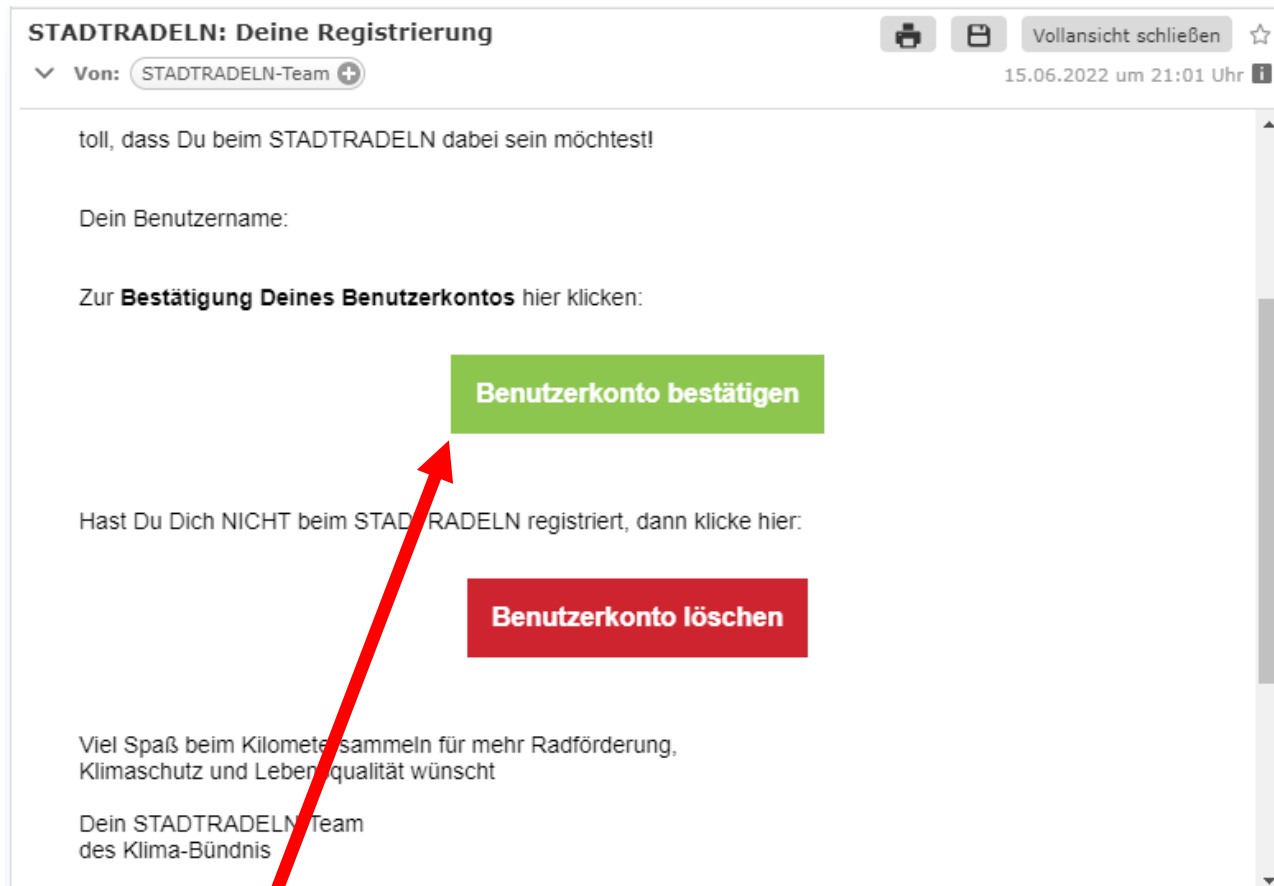 STADTRADELN: Deine Registrierung
Vollansicht schließen
Von: STADTRADELN-Team
15.06.2022 um 21:01 Uhr
toll, dass Du beim STADTRADELN dabei sein möchtest!
Dein Benutzername:
Zur Bestätigung Deines Benutzerkontos hier klicken:
Benutzerkonto bestätigen
Hast Du Dich NICHT beim STADTRADELN registriert, dann klicke hier:
Benutzerkonto löschen
Viel Spaß beim Kilometersammeln für mehr Radförderung,
Klimaschutz und Lebensqualität wünscht
Dein STADTRADELN-Team
des Klima-Bündnis